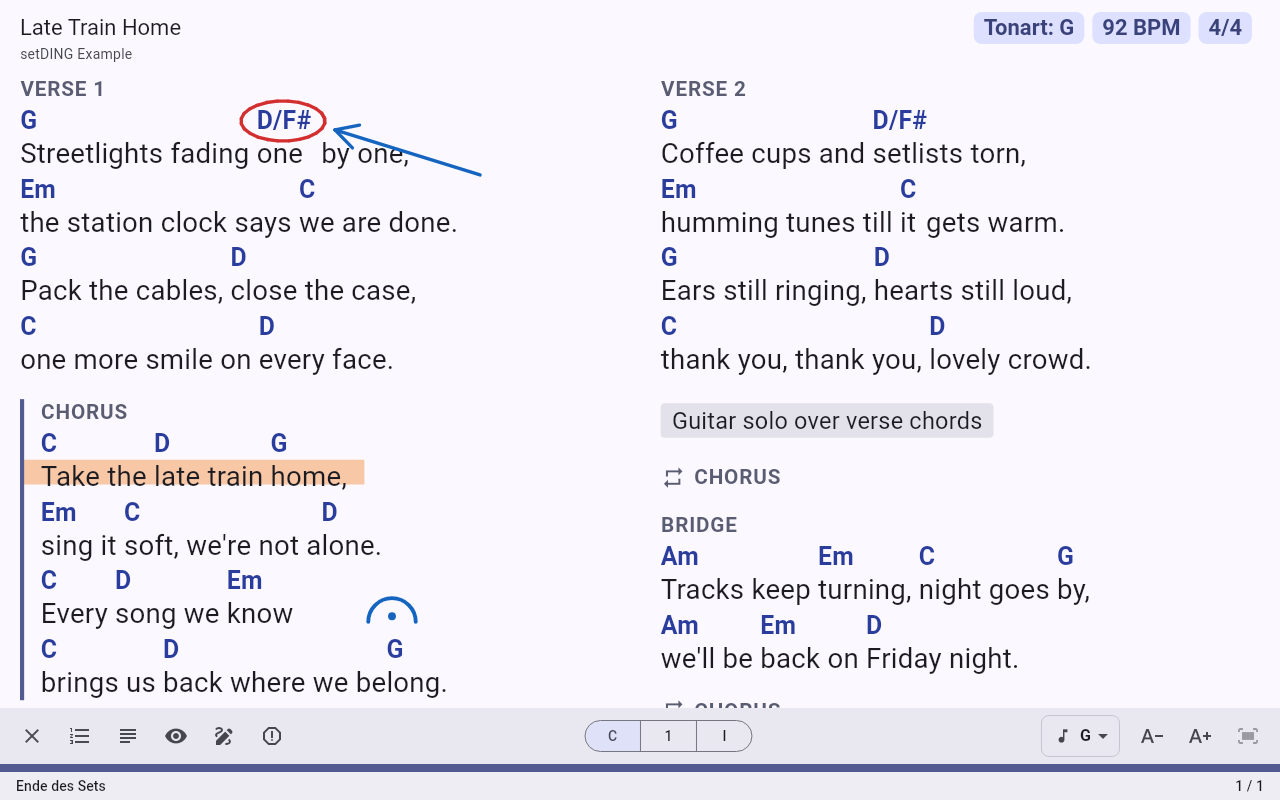 Late Train Home
setDING Example
Tonart: G 92 BPM 4/4
VERSE 1
G D/F#
Streetlights fading one by one,
Em C
the station clock says we are done.
G D
Pack the cables, close the case,
C D
one more smile on every face.
CHORUS
C D G
Take the late train home,
Em C D
sing it soft, we're not alone.
C D Em
Every song we know
C D G
brings us back where we belong.
VERSE 2
G D/F#
Coffee cups and setlists torn,
Em C
humming tunes till it gets warm.
G D
Ears still ringing, hearts still loud,
C D
thank you, thank you, lovely crowd.
Guitar solo over verse chords
CHORUS
BRIDGE
Am Em C G
Tracks keep turning, night goes by,
Am Em D
we'll be back on Friday night.
CHORUS
C 1 I
G A− A+
Ende des Sets
1 / 1